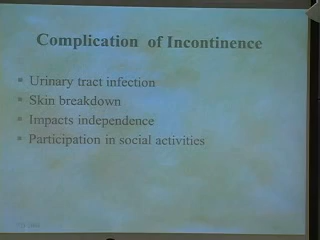 Complication of Incontinence
Urinary tract infection
Skin breakdown
Impacts independence
Participation in social activities